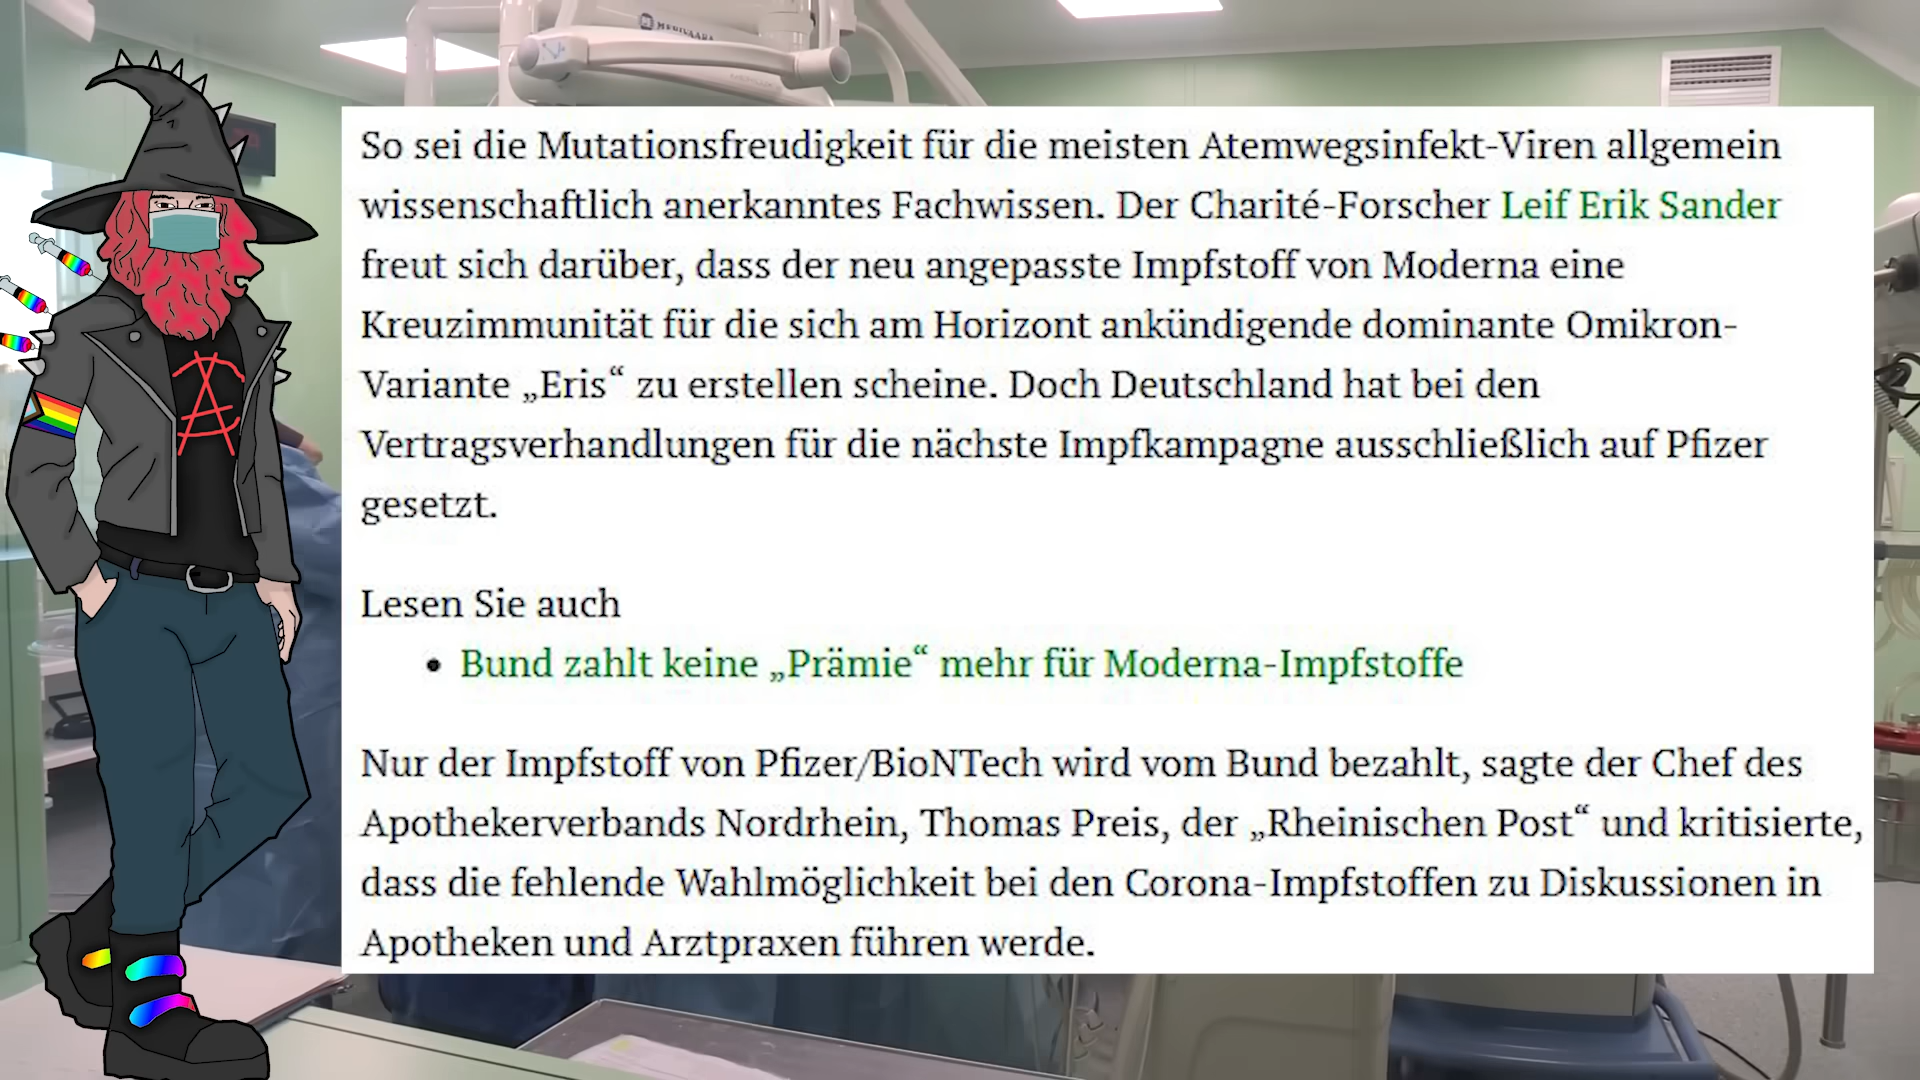 MERIVAARA
So sei die Mutationsfreudigkeit für die meisten Atemwegsinfekt-Viren allgemein
wissenschaftlich anerkanntes Fachwissen. Der Charité-Forscher Leif Erik Sander
freut sich darüber, dass der neu angepasste Impfstoff von Moderna eine
Kreuzimmunität für die sich am Horizont ankündigende dominante Omikron-
Variante „Eris“ zu erstellen scheine. Doch Deutschland hat bei den
Vertragsverhandlungen für die nächste Impfkampagne ausschließlich auf Pfizer
gesetzt.
Lesen Sie auch
• Bund zahlt keine „Prämie“ mehr für Moderna-Impfstoffe
Nur der Impfstoff von Pfizer/BioNTech wird vom Bund bezahlt, sagte der Chef des
Apothekerverbands Nordrhein, Thomas Preis, der „Rheinischen Post“ und kritisierte,
dass die fehlende Wahlmöglichkeit bei den Corona-Impfstoffen zu Diskussionen in
Apotheken und Arztpraxen führen werde.